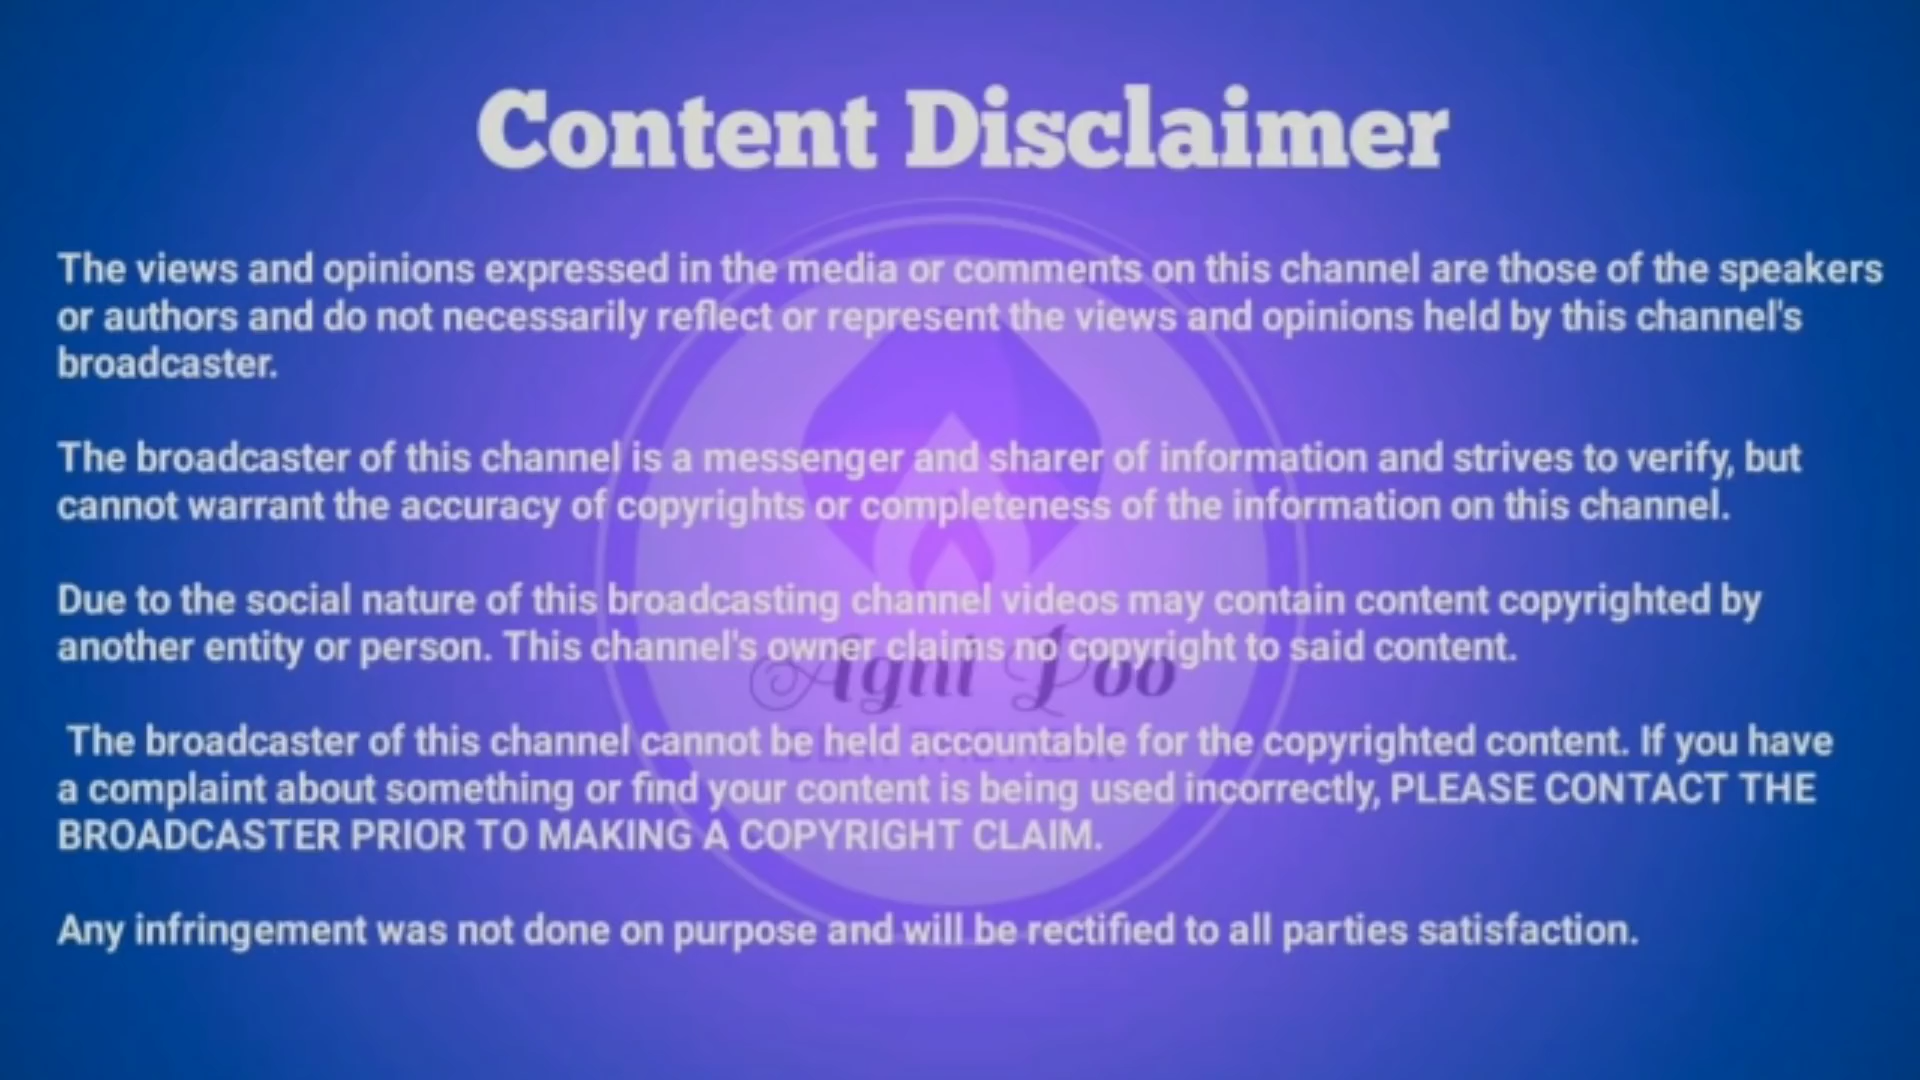 Content Disclaimer
The views and opinions expressed in the media or comments on this channel are those of the speakers
or authors and do not necessarily reflect or represent the views and opinions held by this channel's
broadcaster.
The broadcaster of this channel is a messenger and sharer of information and strives to verify, but
cannot warrant the accuracy of copyrights or completeness of the information on this channel.
Due to the social nature of this broadcasting channel videos may contain content copyrighted by
another entity or person. This channel's owner claims no copyright to said content.
Agni Poo
The broadcaster of this channel cannot be held accountable for the copyrighted content. If you have
a complaint about something or find your content is being used incorrectly, PLEASE CONTACT THE
BROADCASTER PRIOR TO MAKING A COPYRIGHT CLAIM.
Any infringement was not done on purpose and will be rectified to all parties satisfaction.